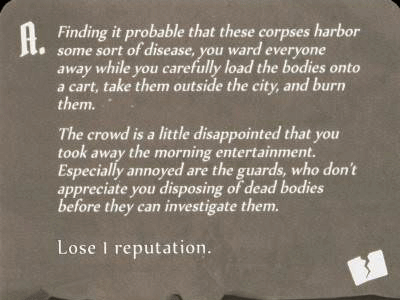 A. Finding it probable that these corpses harbor
some sort of disease, you ward everyone
away while you carefully load the bodies onto
a cart, take them outside the city, and burn
them.
The crowd is a little disappointed that you
took away the morning entertainment.
Especially annoyed are the guards, who don't
appreciate you disposing of dead bodies
before they can investigate them.
Lose 1 reputation.